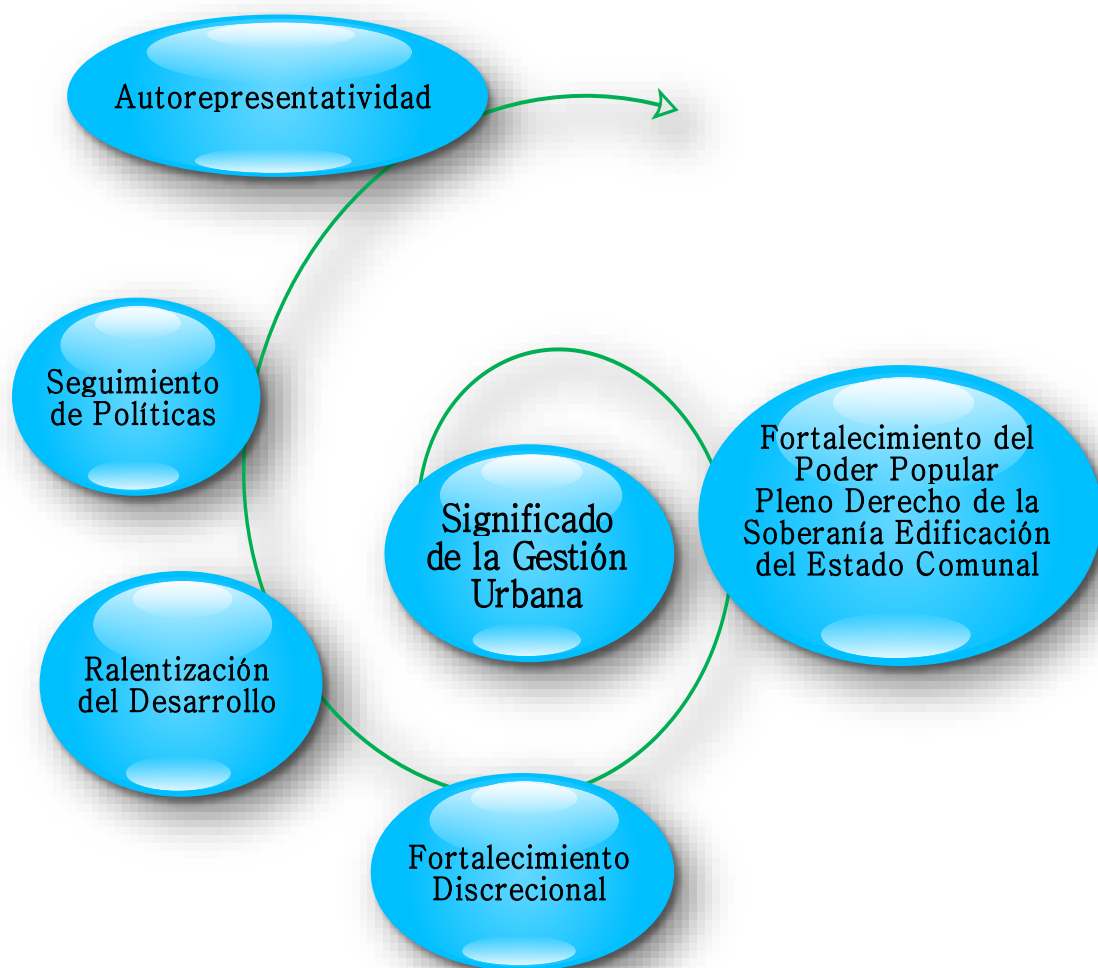 Autorepresentatividad
Seguimiento
de Políticas
Significado
de la Gestión
Urbana
Fortalecimiento del
Poder Popular
Pleno Derecho de la
Soberanía Edificación
del Estado Comunal
Ralentización
del Desarrollo
Fortalecimiento
Discrecional